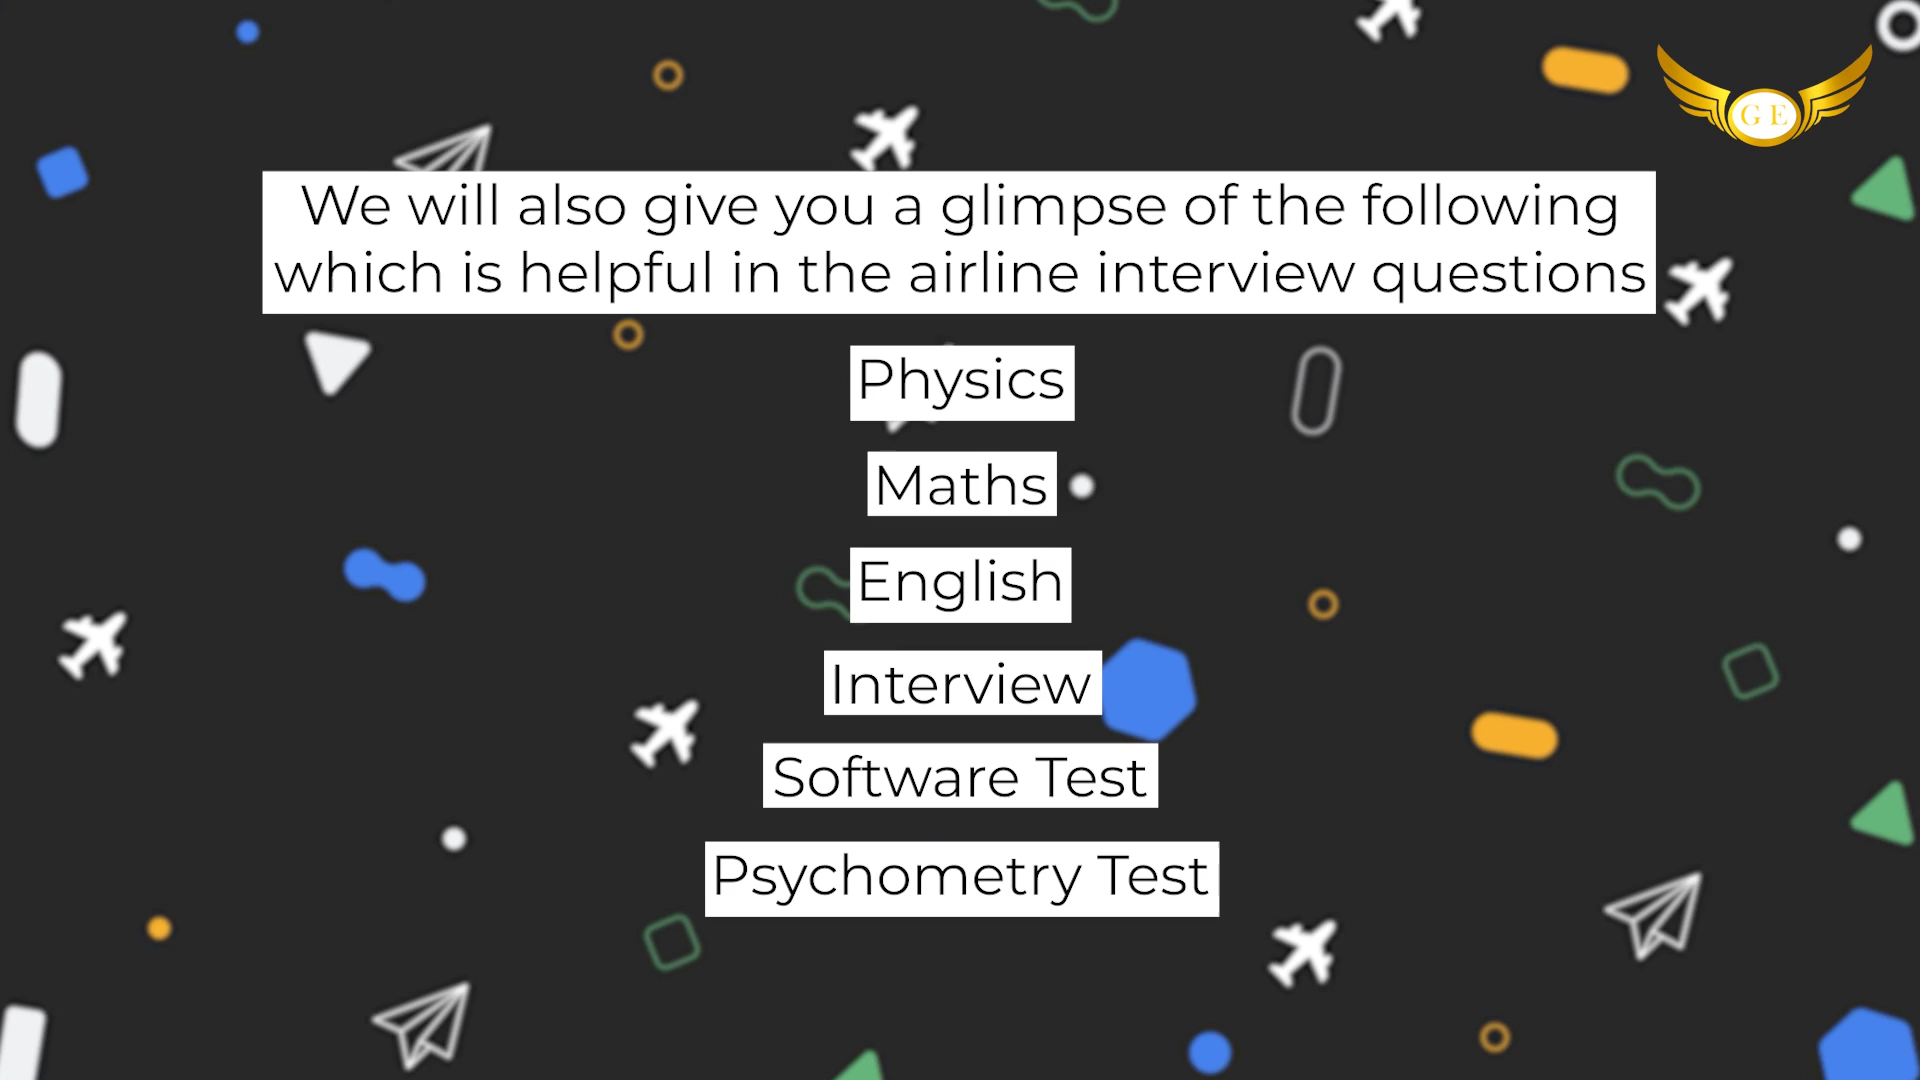 G E
We will also give you a glimpse of the following
which is helpful in the airline interview questions
Physics
Maths
English
Interview
Software Test
Psychometry Test